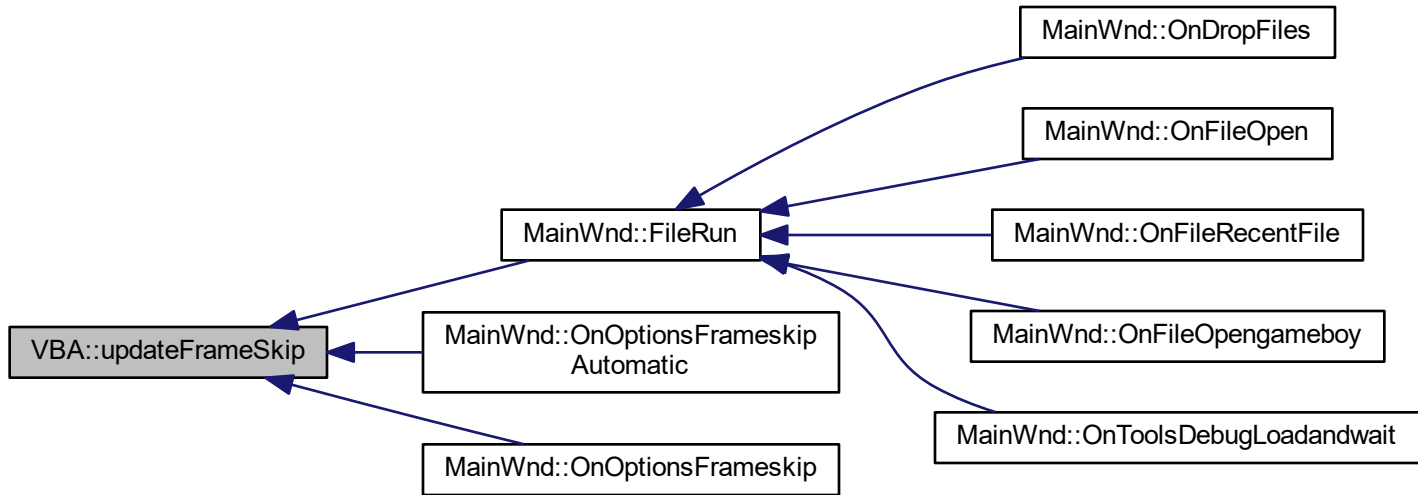 MainWnd::OnDropFiles
MainWnd::OnFileOpen
MainWnd::FileRun
MainWnd::OnFileRecentFile
VBA::updateFrameSkip
MainWnd::OnOptionsFrameskip
Automatic
MainWnd::OnFileOpengameboy
MainWnd::OnToolsDebugLoadandwait
MainWnd::OnOptionsFrameskip